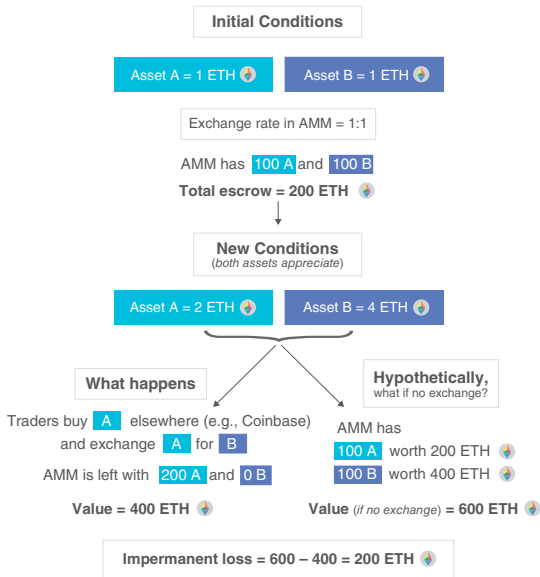 Initial Conditions
Asset A = 1 ETH
Asset B = 1 ETH
Exchange rate in AMM = 1:1
AMM has 100 A and 100 B
Total escrow = 200 ETH
New Conditions
(both assets appreciate)
Asset A = 2 ETH
Asset B = 4 ETH
What happens
Traders buy A elsewhere (e.g., Coinbase)
and exchange A for B
AMM is left with 200 A and 0 B
Value = 400 ETH
Hypothetically,
what if no exchange?
AMM has
100 A worth 200 ETH
100 B worth 400 ETH
Value (if no exchange) = 600 ETH
Impermanent loss = 600 – 400 = 200 ETH